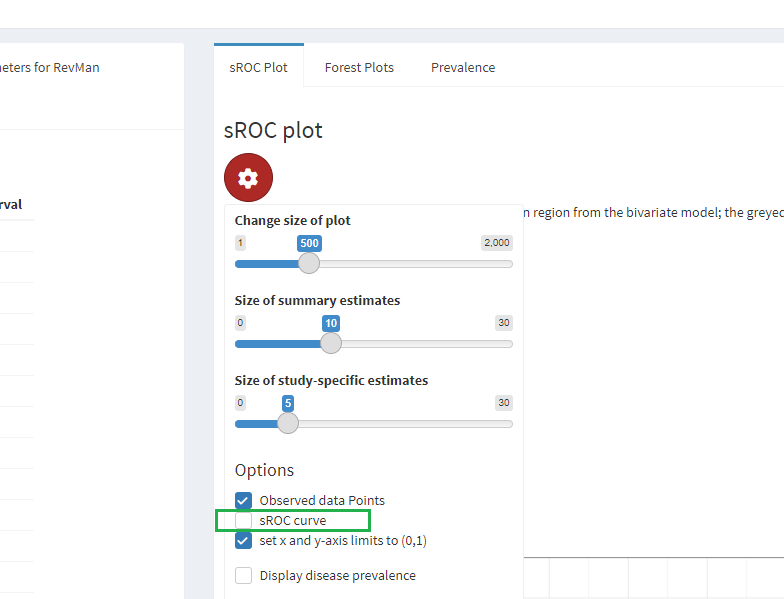 meters for RevMan
sROC Plot
Forest Plots
Prevalence
sROC plot
rval
n region from the bivariate model; the greyed
Change size of plot
1
500
2,000
Size of summary estimates
0
10
30
Size of study-specific estimates
0
5
30
Options
Observed data Points
sROC curve
set x and y-axis limits to (0,1)
Display disease prevalence